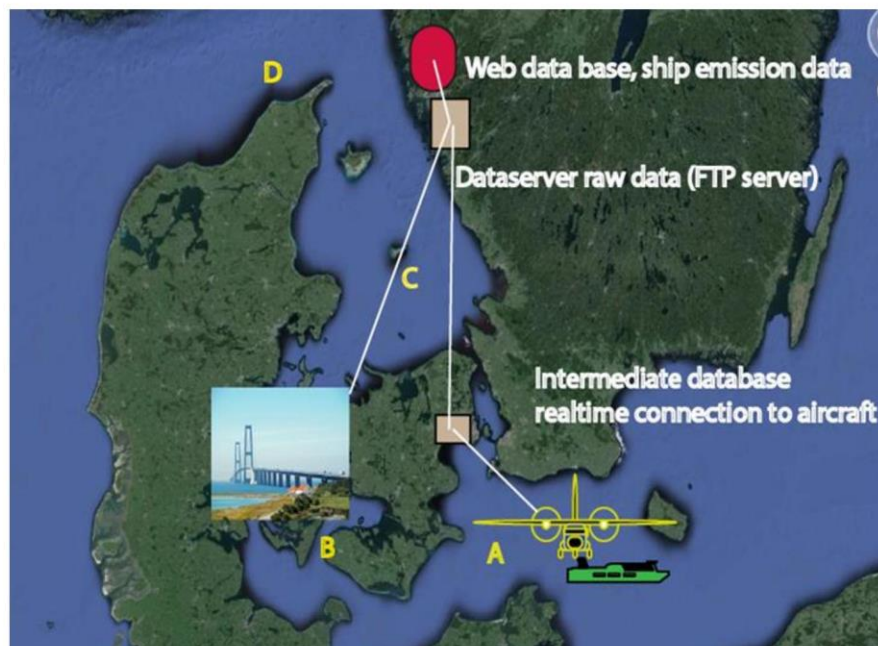 D
Web data base, ship emission data
Dataserver raw data (FTP server)
C
Intermediate database
realtime connection to aircraft
B
A